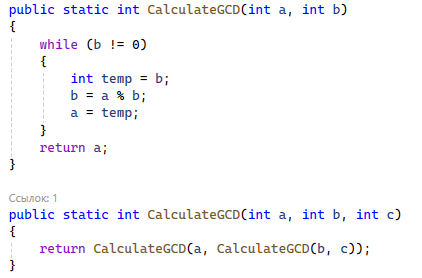 public static int CalculateGCD(int a, int b)
{
    while (b != 0)
    {
        int temp = b;
        b = a % b;
        a = temp;
    }
    return a;
}
Ссылок: 1
public static int CalculateGCD(int a, int b, int c)
{
    return CalculateGCD(a, CalculateGCD(b, c));
}